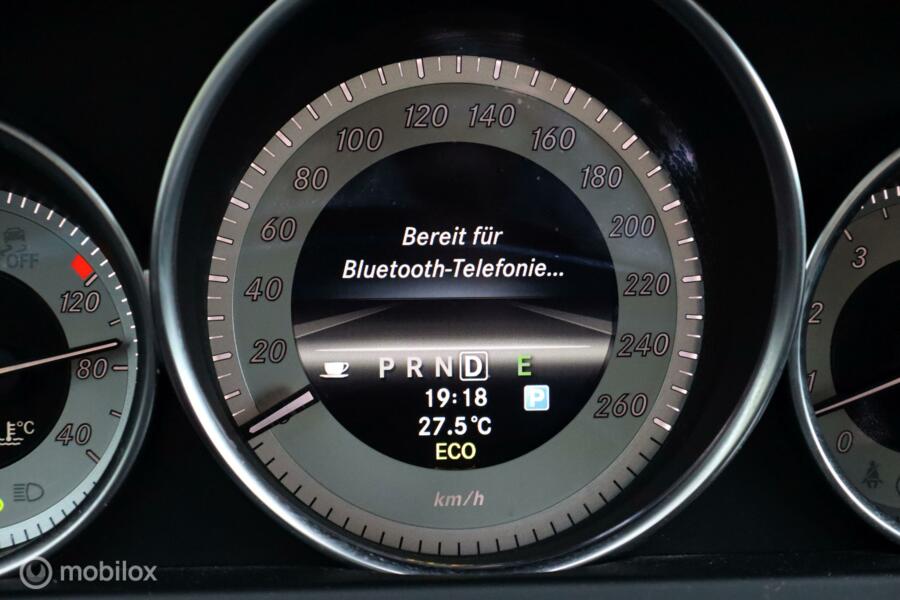 120 140
100 160
80 180
60 200
40 220
20 240
260
Bereit für
Bluetooth-Telefonie...
P R N D E
19:18
P
27.5°C
ECO
km/h
OFF
120
80
40
°C
3
2
1
0
mobilox